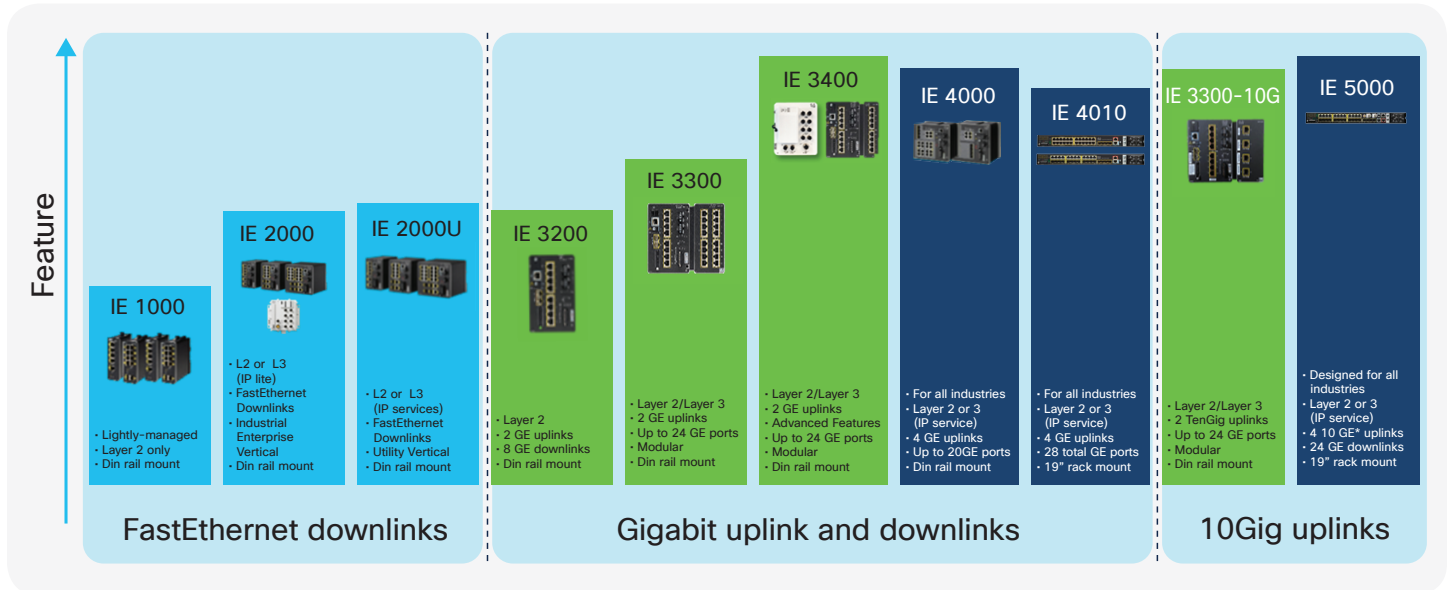 Feature
IE 1000
· Lightly-managed
· Layer 2 only
· Din rail mount
IE 2000
· L2 or L3
(IP lite)
· FastEthernet
Downlinks
· Industrial
Enterprise
Vertical
· Din rail mount
IE 2000U
· L2 or L3
(IP services)
· FastEthernet
Downlinks
· Utility Vertical
· Din rail mount
FastEthernet downlinks
IE 3200
· Layer 2
· 2 GE uplinks
· 8 GE downlinks
· Din rail mount
IE 3300
· Layer 2/Layer 3
· 2 GE uplinks
· Up to 24 GE ports
· Modular
· Din rail mount
IE 3400
· Layer 2/Layer 3
· 2 GE uplinks
· Advanced Features
· Up to 24 GE ports
· Modular
· Din rail mount
IE 4000
· For all industries
· Layer 2 or 3
(IP service)
· 4 GE uplinks
· Up to 20GE ports
· Din rail mount
IE 4010
· For all industries
· Layer 2 or 3
(IP service)
· 4 GE uplinks
· 28 total GE ports
· 19” rack mount
Gigabit uplink and downlinks
IE 3300-10G
· Layer 2/Layer 3
· 2 TenGig uplinks
· Up to 24 GE ports
· Modular
· Din rail mount
IE 5000
· Designed for all
industries
· Layer 2 or 3
(IP service)
· 4 10 GE* uplinks
· 24 GE downlinks
· 19” rack mount
10Gig uplinks